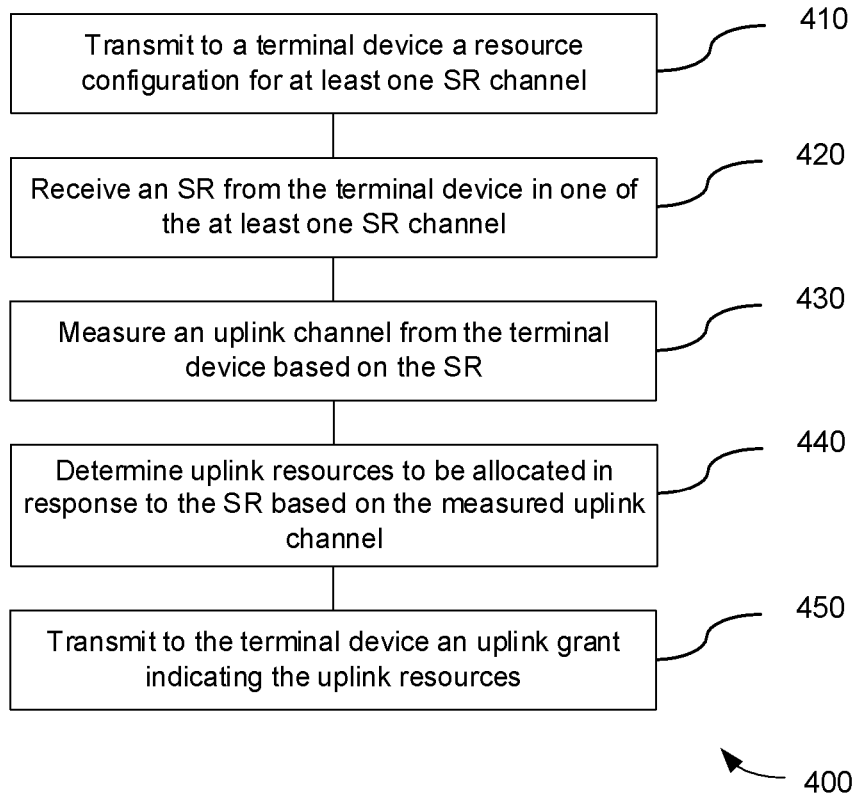 Transmit to a terminal device a resource
configuration for at least one SR channel
410
Receive an SR from the terminal device in one of
the at least one SR channel
420
Measure an uplink channel from the terminal
device based on the SR
430
Determine uplink resources to be allocated in
response to the SR based on the measured uplink
channel
440
Transmit to the terminal device an uplink grant
indicating the uplink resources
450
400